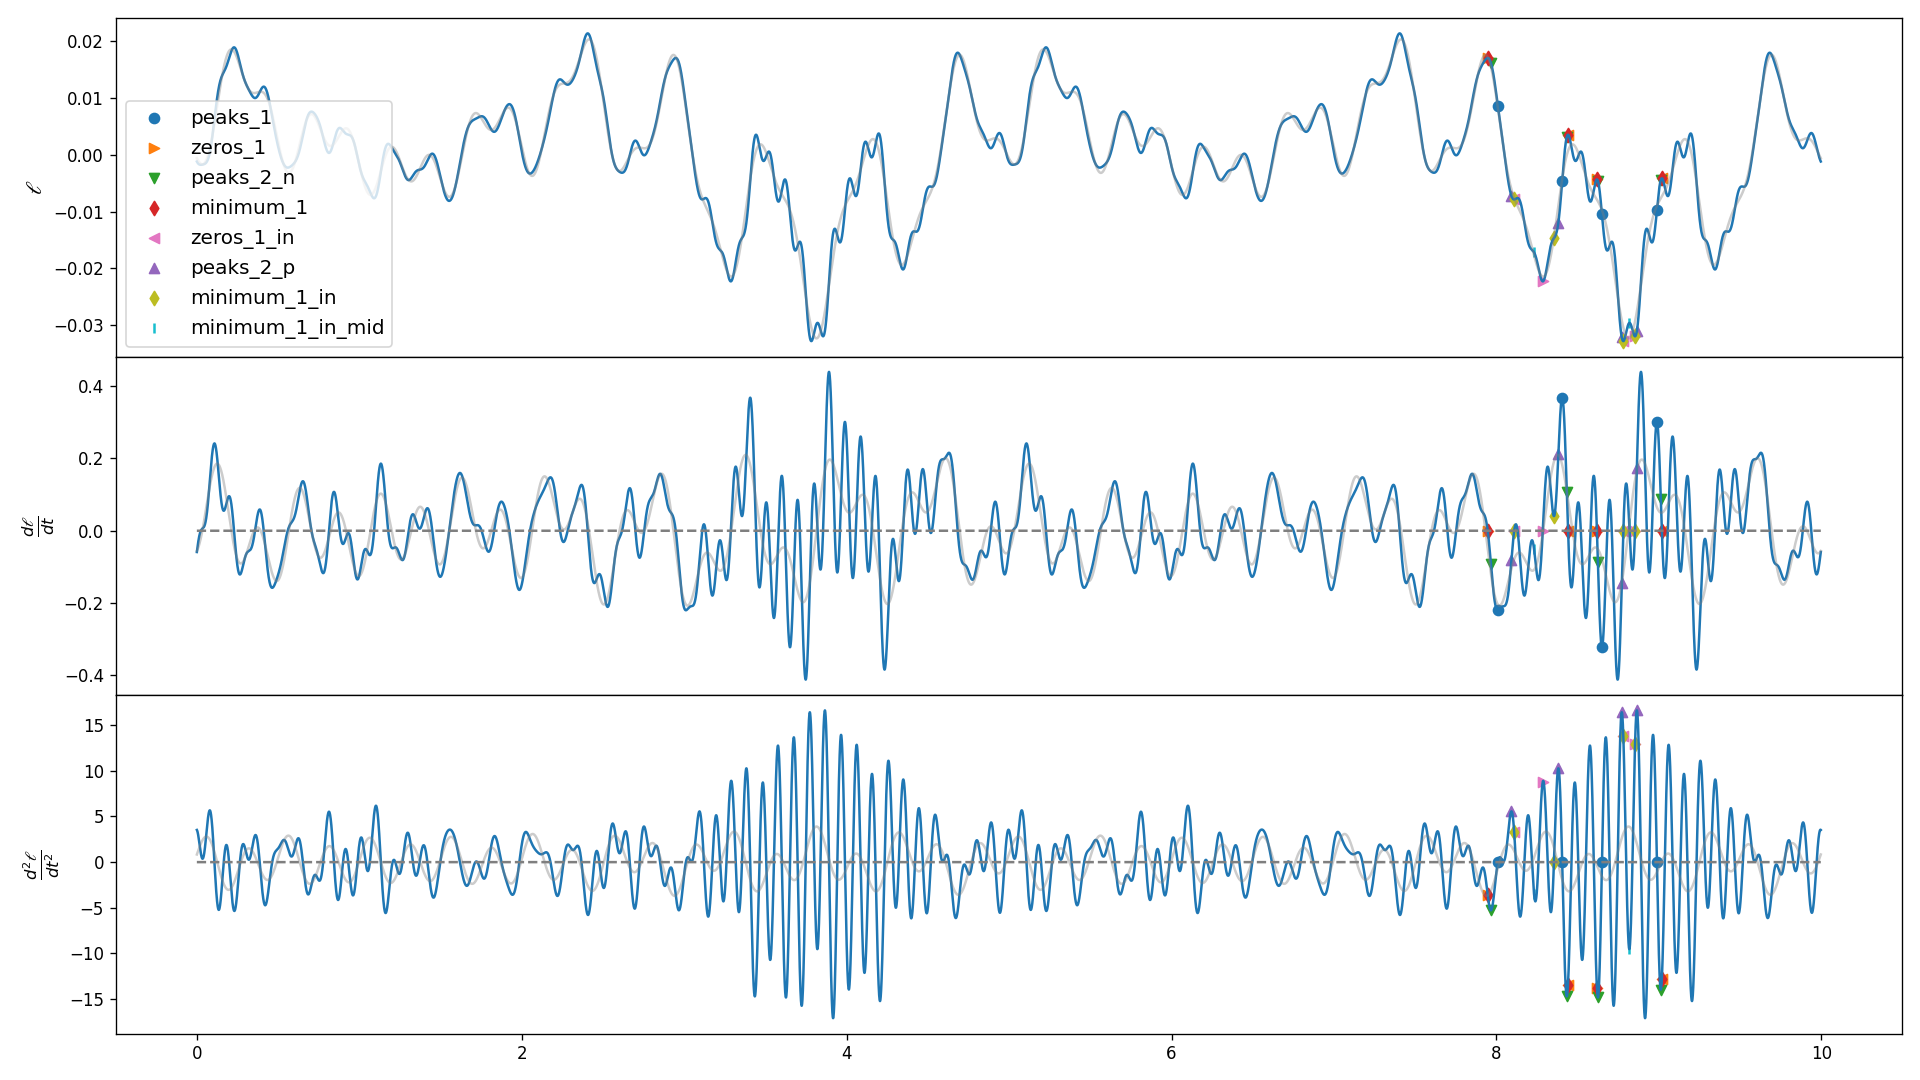 0.02
0.01
0.00
−0.01
−0.02
−0.03
ℓ
peaks_1
zeros_1
peaks_2_n
minimum_1
zeros_1_in
peaks_2_p
minimum_1_in
minimum_1_in_mid
0.4
0.2
0.0
−0.2
−0.4
dℓ
dt
15
10
5
0
−5
−10
−15
d²ℓ
dt²
0 2 4 6 8 10